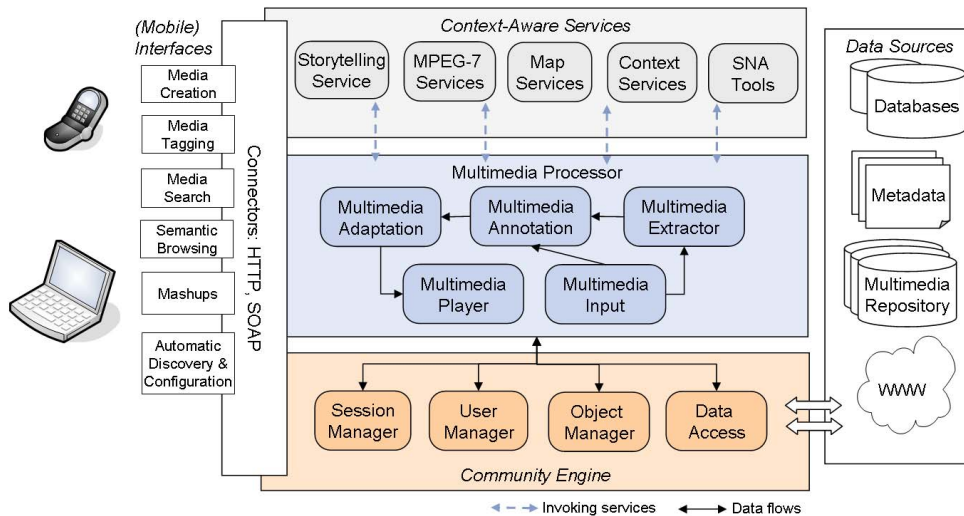 (Mobile)
Interfaces
Media
Creation
Media
Tagging
Media
Search
Semantic
Browsing
Mashups
Automatic
Discovery &
Configuration
Connectors: HTTP, SOAP
Context-Aware Services
Storytelling
Service
MPEG-7
Services
Map
Services
Context
Services
SNA
Tools
Multimedia Processor
Multimedia
Adaptation
Multimedia
Annotation
Multimedia
Extractor
Multimedia
Player
Multimedia
Input
Session
Manager
User
Manager
Object
Manager
Data
Access
Community Engine
Data Sources
Databases
Metadata
Multimedia
Repository
WWW
Invoking services
Data flows